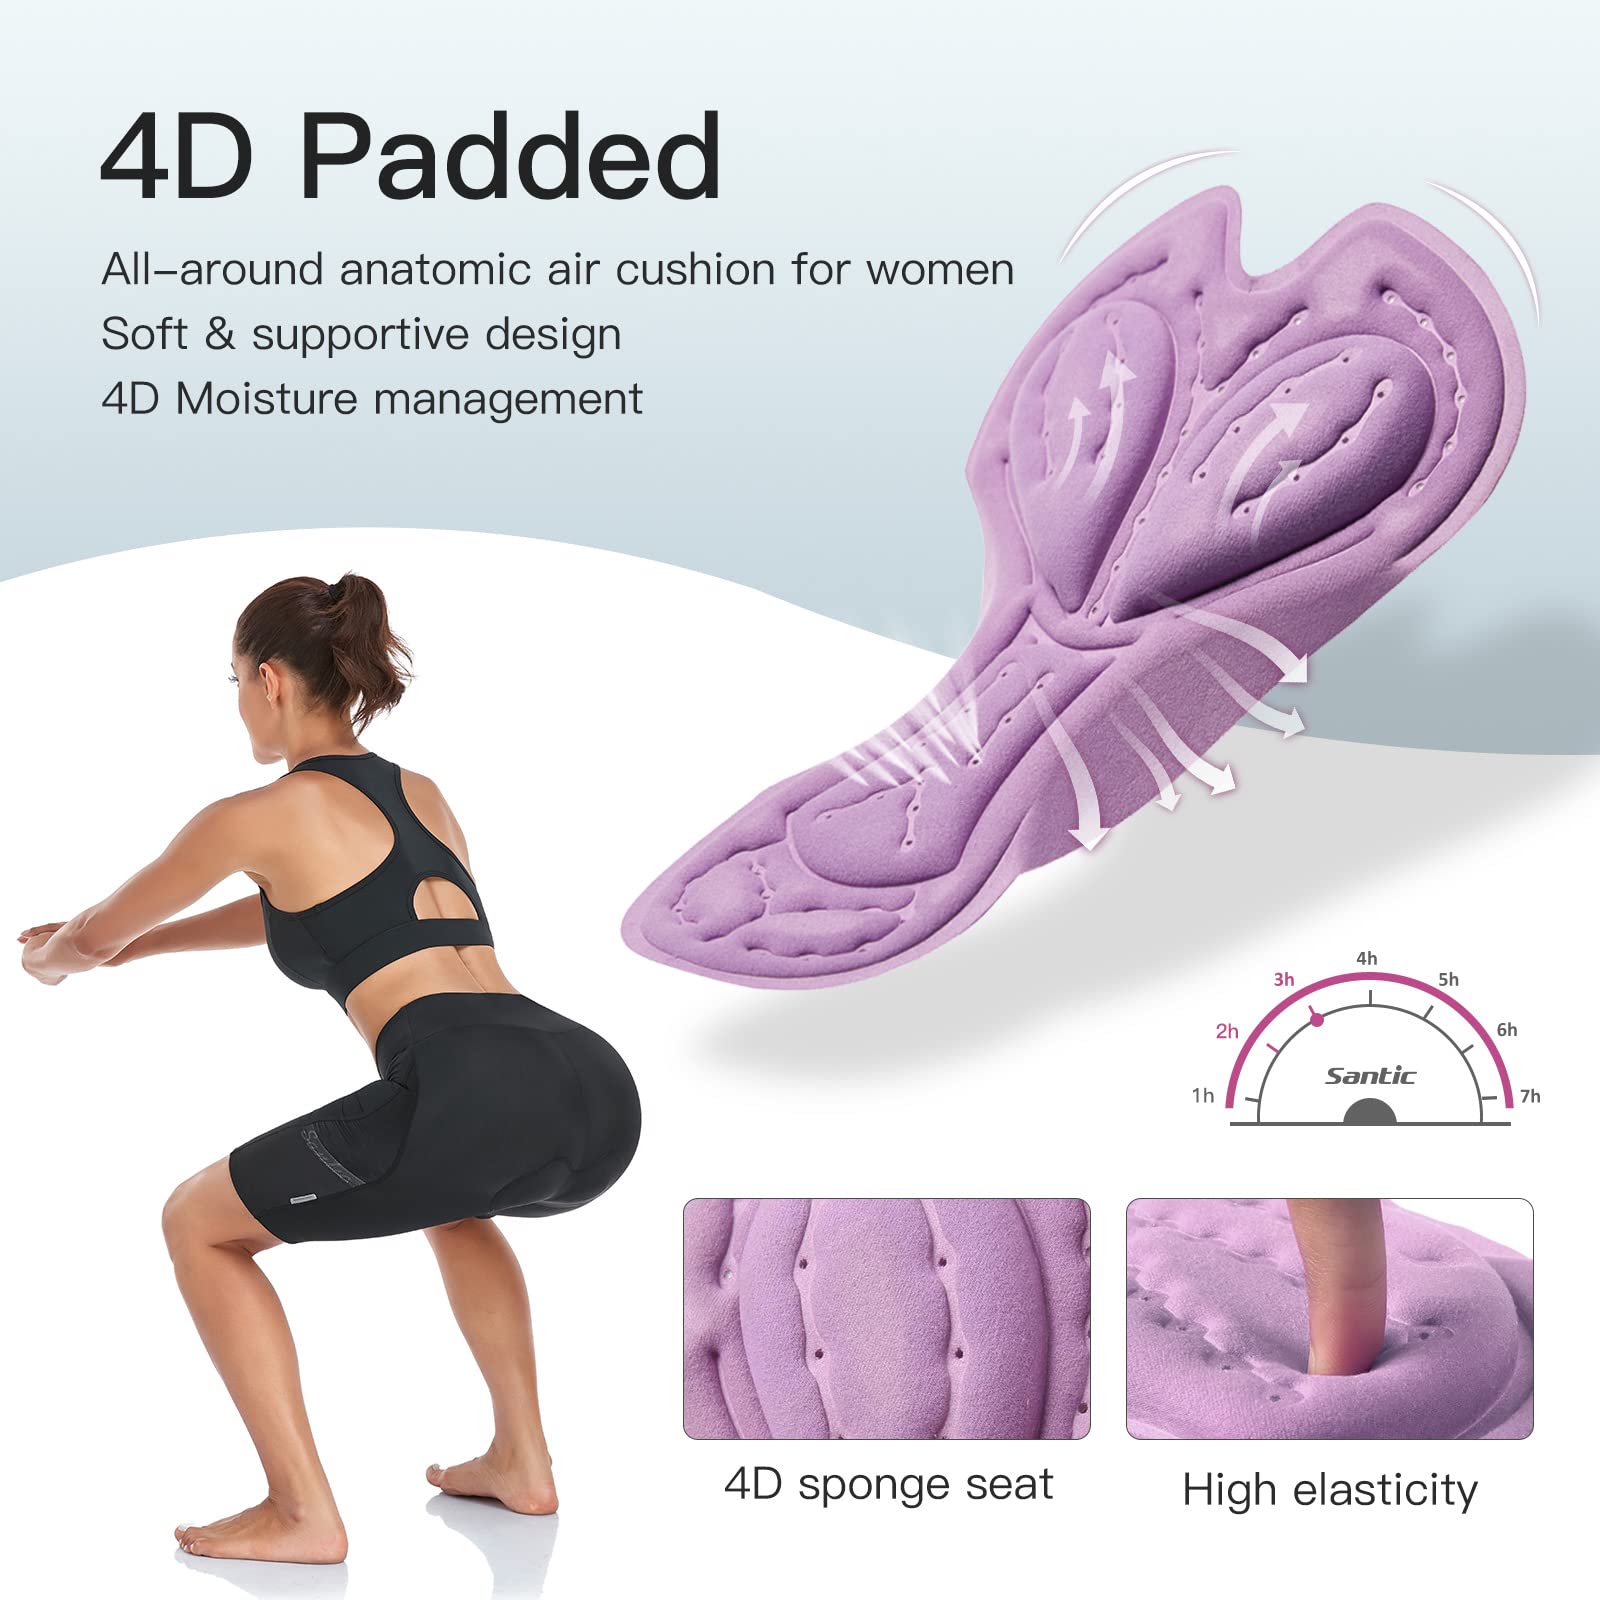 4D Padded
All-around anatomic air cushion for women
Soft & supportive design
4D Moisture management
1h
2h
3h
4h
5h
6h
7h
Santic
4D sponge seat
High elasticity